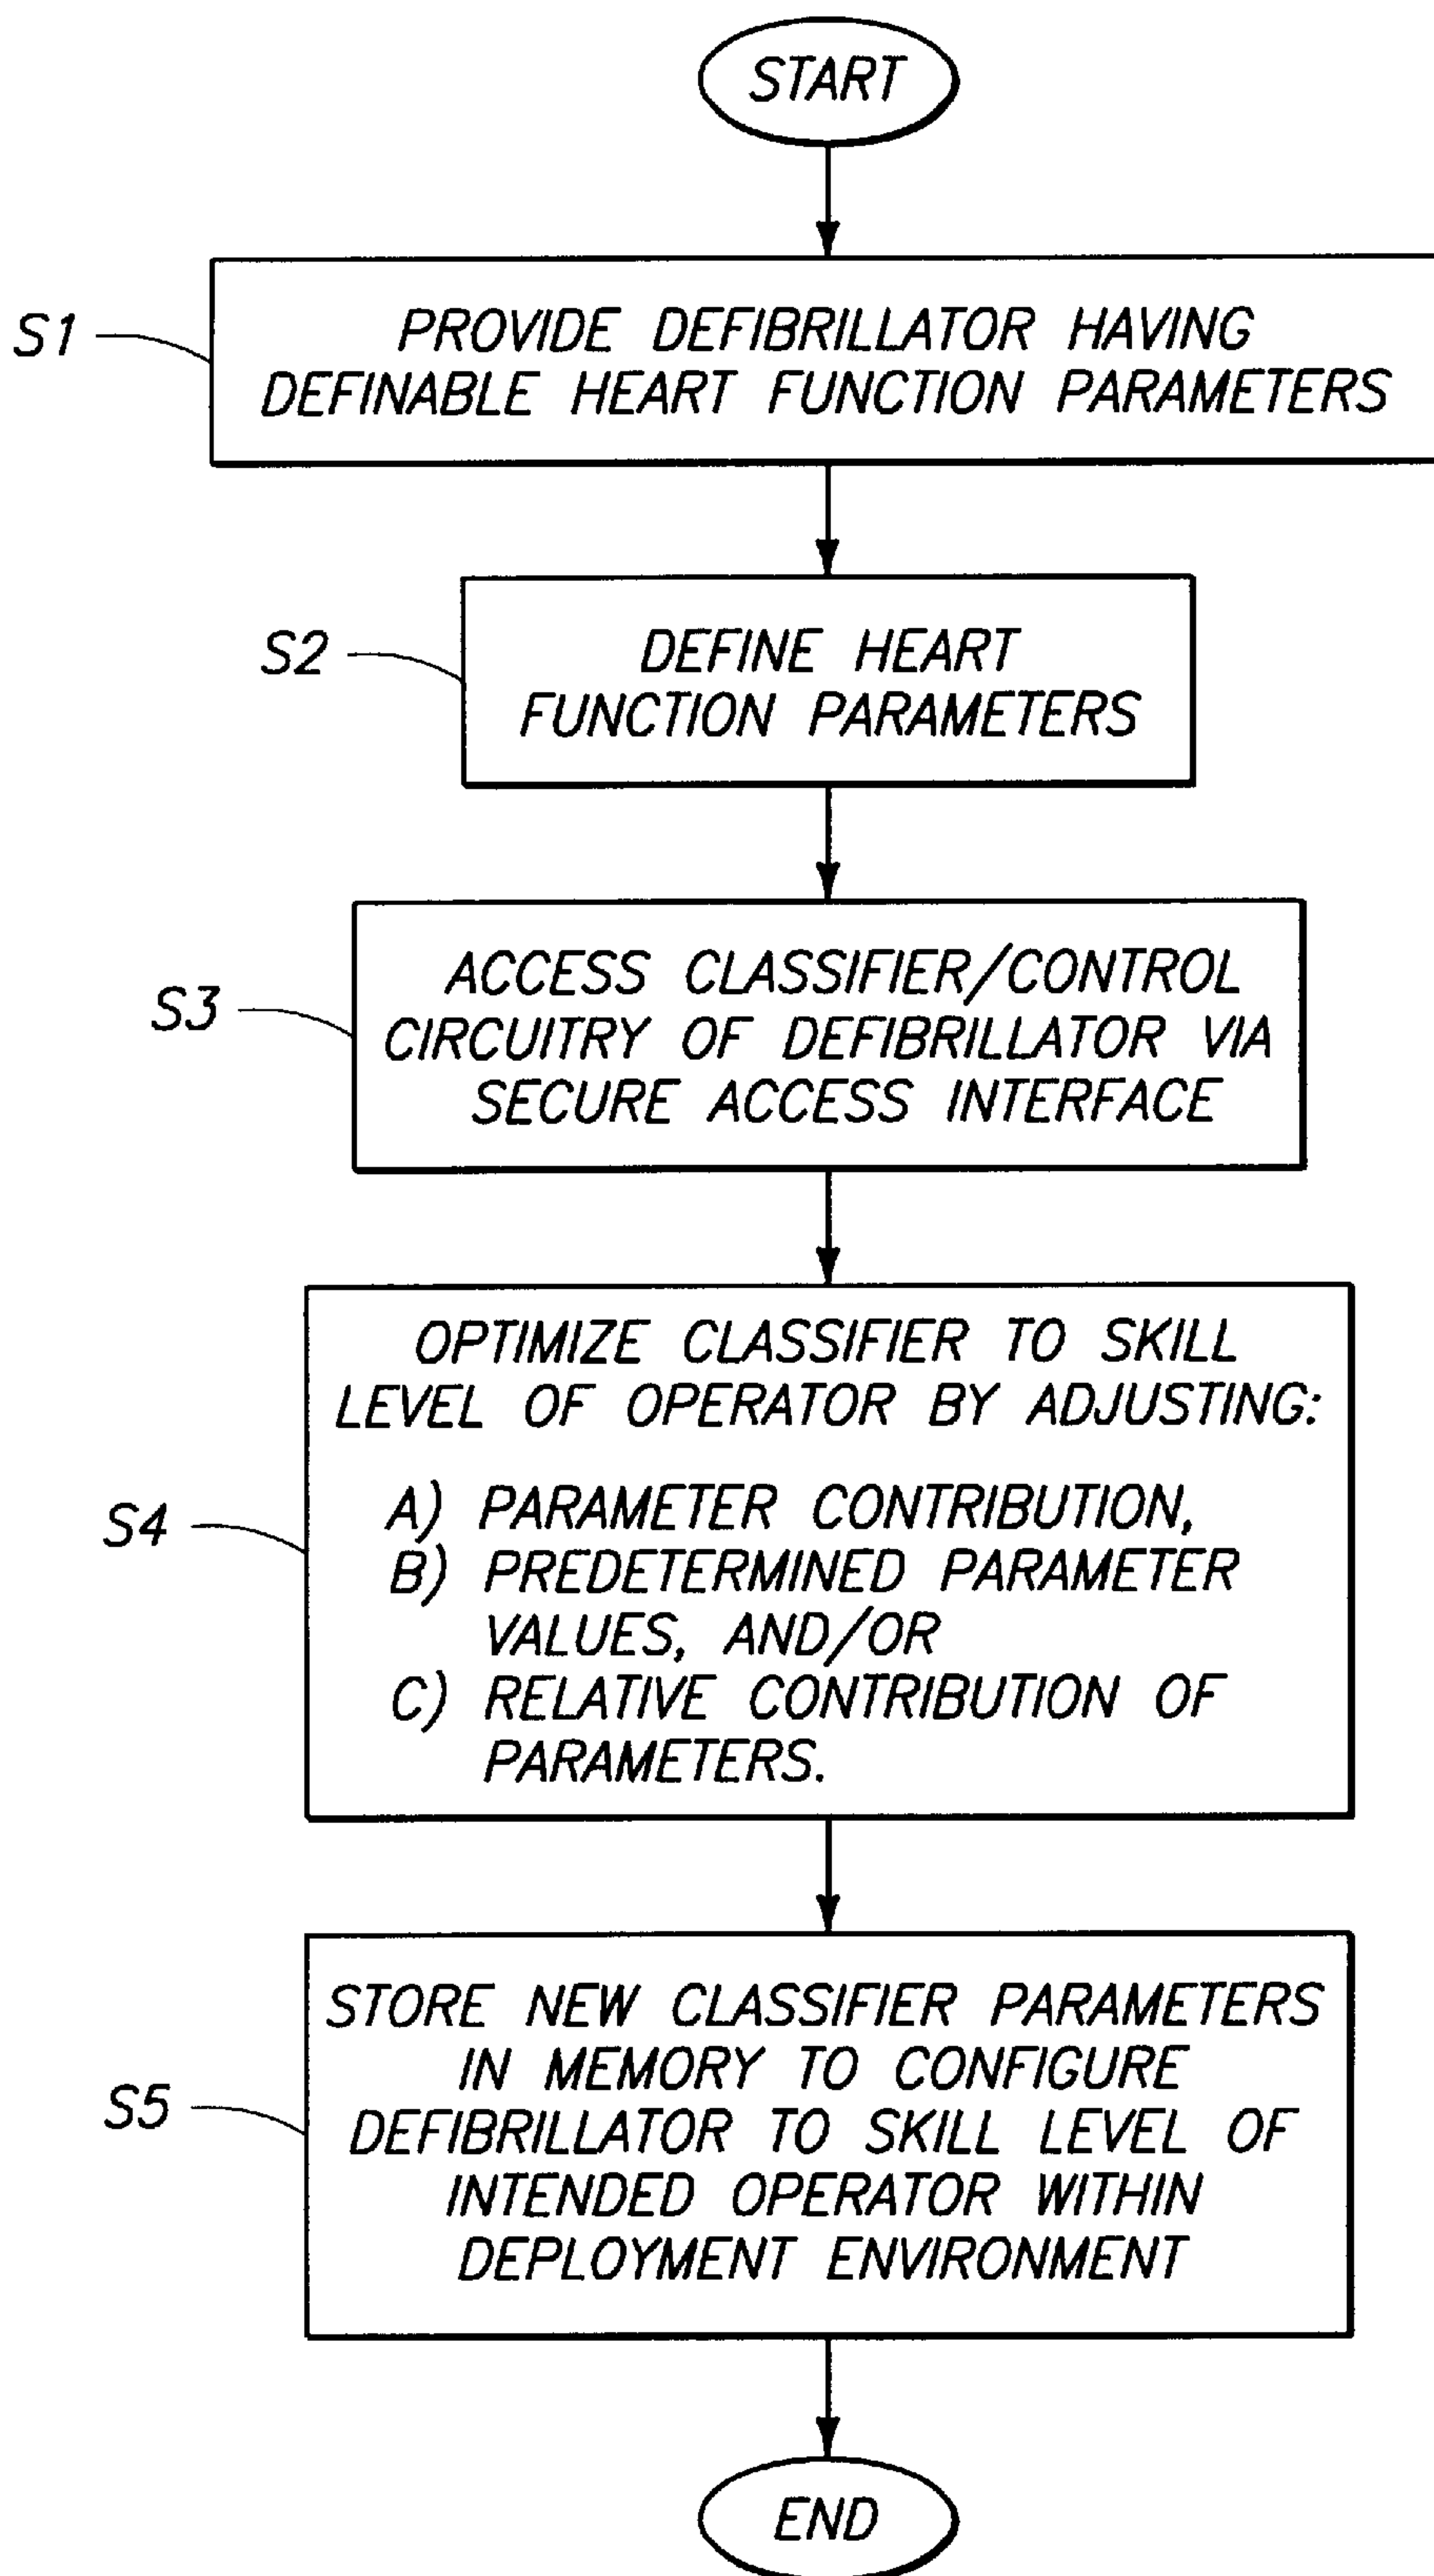 START
S1
PROVIDE DEFIBRILLATOR HAVING
DEFINABLE HEART FUNCTION PARAMETERS
S2
DEFINE HEART
FUNCTION PARAMETERS
S3
ACCESS CLASSIFIER/CONTROL
CIRCUITRY OF DEFIBRILLATOR VIA
SECURE ACCESS INTERFACE
S4
OPTIMIZE CLASSIFIER TO SKILL
LEVEL OF OPERATOR BY ADJUSTING:
A) PARAMETER CONTRIBUTION,
B) PREDETERMINED PARAMETER
VALUES, AND/OR
C) RELATIVE CONTRIBUTION OF
PARAMETERS.
S5
STORE NEW CLASSIFIER PARAMETERS
IN MEMORY TO CONFIGURE
DEFIBRILLATOR TO SKILL LEVEL OF
INTENDED OPERATOR WITHIN
DEPLOYMENT ENVIRONMENT
END